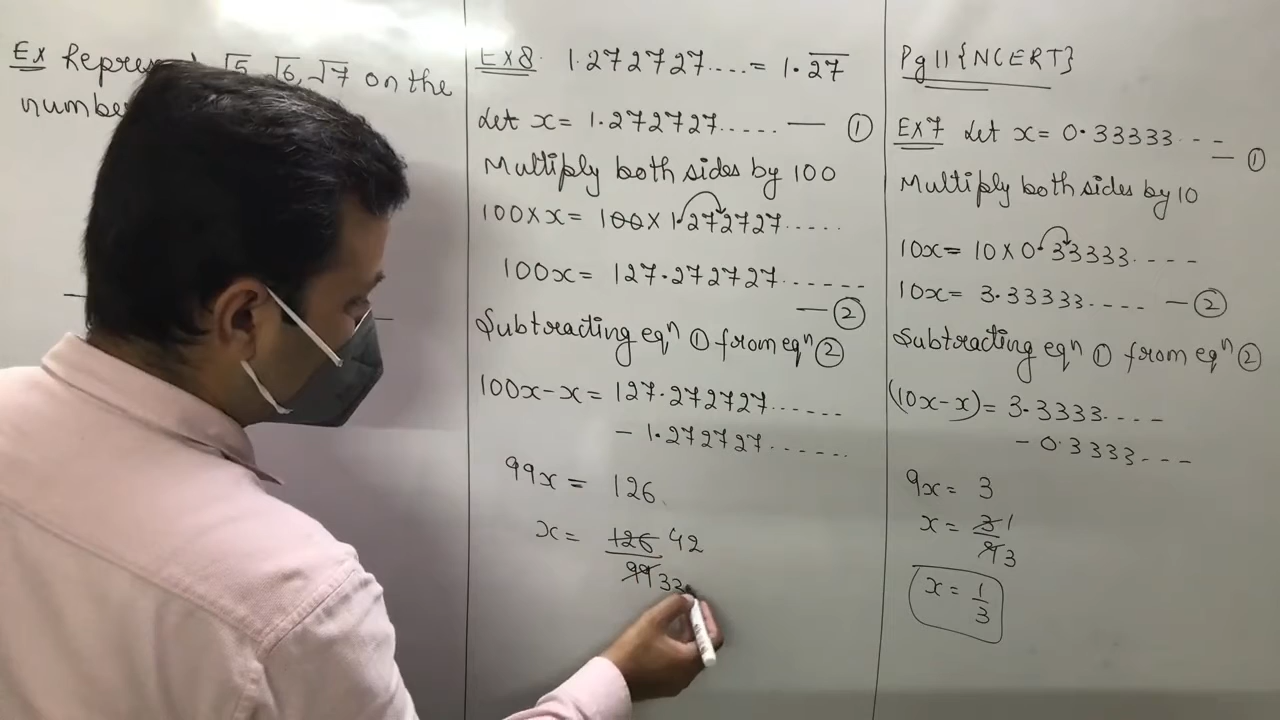 Ex Repres √5, √6, √7 on the
numbe
Ex8 1.272727.... = 1.2̅7̅
Let x = 1.272727..... — ①
Multiply both sides by 100
100 × x = 100 × 1.272727.....
100x = 127.272727......
— ②
Subtracting eqⁿ ① from eqⁿ ②
100x-x = 127.272727......
- 1.272727......
99x = 126
x = 126/99 42/33
Pg 11 {NCERT}
Ex7 Let x = 0.33333...
— ①
Multiply both sides by 10
10x = 10 × 0.33333....
10x = 3.33333.... — ②
Subtracting eqⁿ ① from eqⁿ ②
(10x-x) = 3.3333....
- 0.3333...
9x = 3
x = 3/9 1/3
x = 1/3